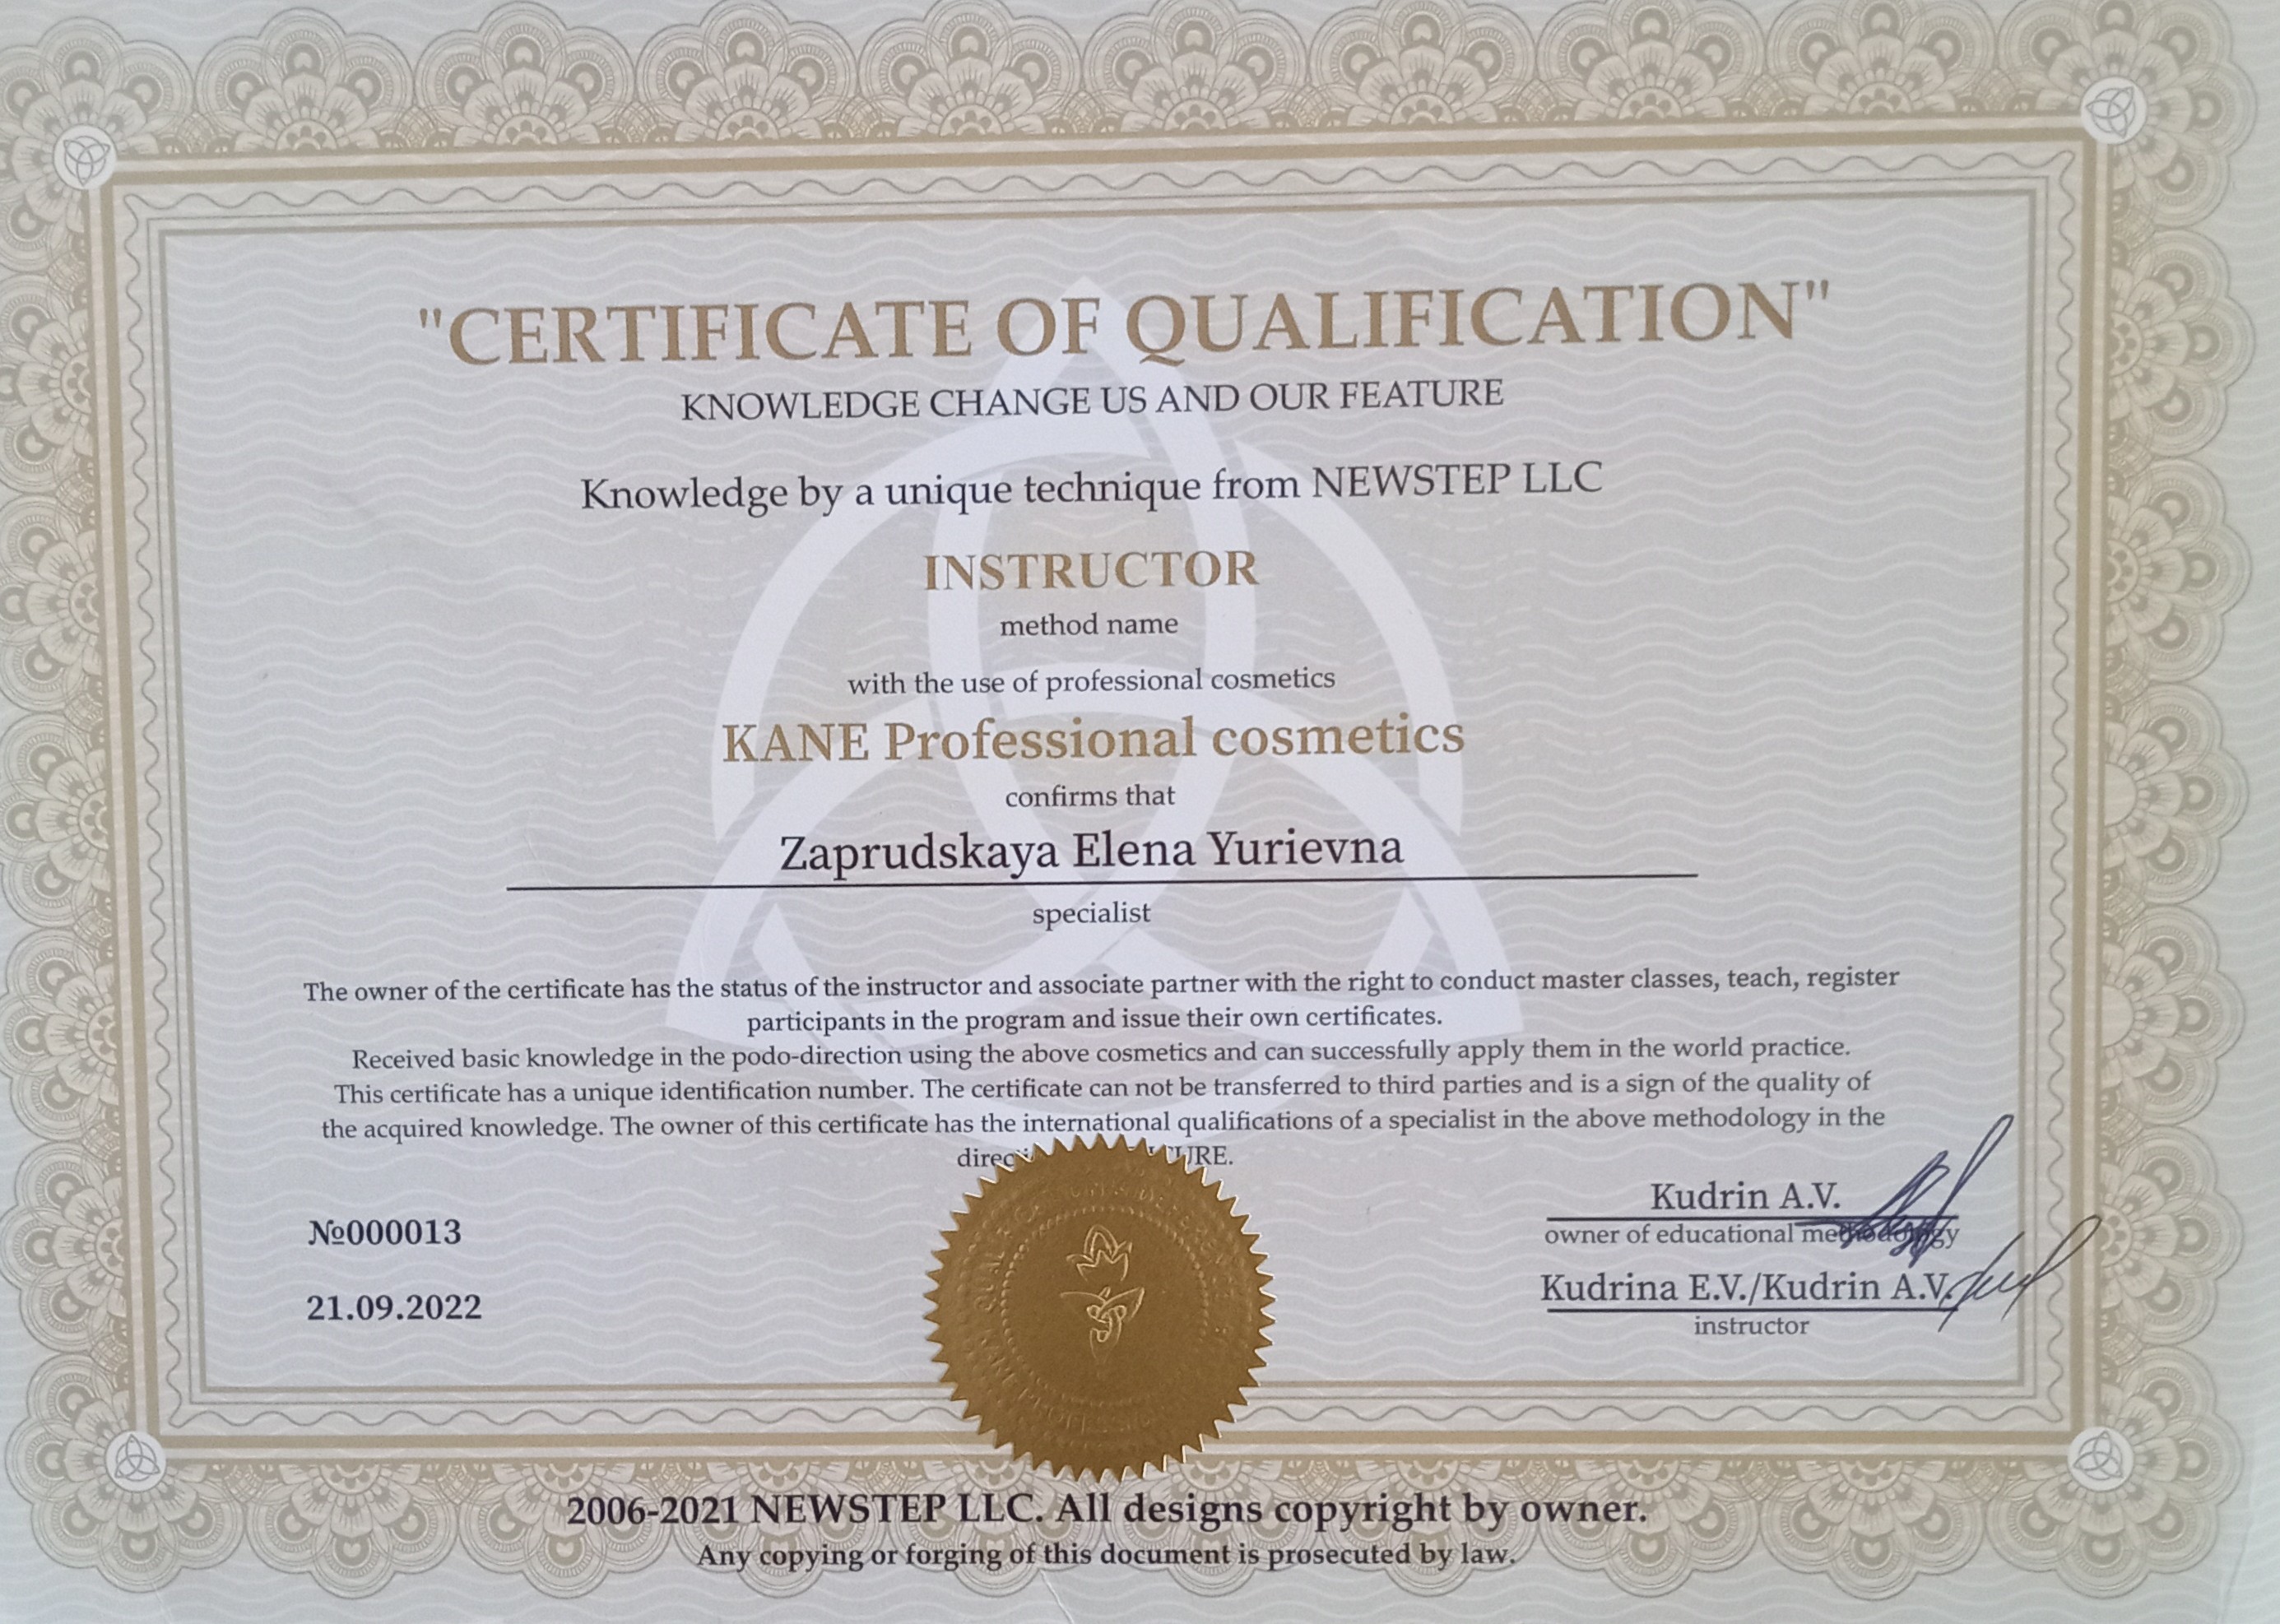 "CERTIFICATE OF QUALIFICATION"
KNOWLEDGE CHANGE US AND OUR FEATURE
Knowledge by a unique technique from NEWSTEP LLC
INSTRUCTOR
method name
with the use of professional cosmetics
KANE Professional cosmetics
confirms that
Zaprudskaya Elena Yurievna
specialist
The owner of the certificate has the status of the instructor and associate partner with the right to conduct master classes, teach, register
participants in the program and issue their own certificates.
Received basic knowledge in the podo-direction using the above cosmetics and can successfully apply them in the world practice.
This certificate has a unique identification number. The certificate can not be transferred to third parties and is a sign of the quality of
the acquired knowledge. The owner of this certificate has the international qualifications of a specialist in the above methodology in the
№000013
21.09.2022
Kudrin A.V.
owner of educational methodology
Kudrina E.V./Kudrin A.V.
instructor
2006-2021 NEWSTEP LLC. All designs copyright by owner.
Any copying or forging of this document is prosecuted by law.